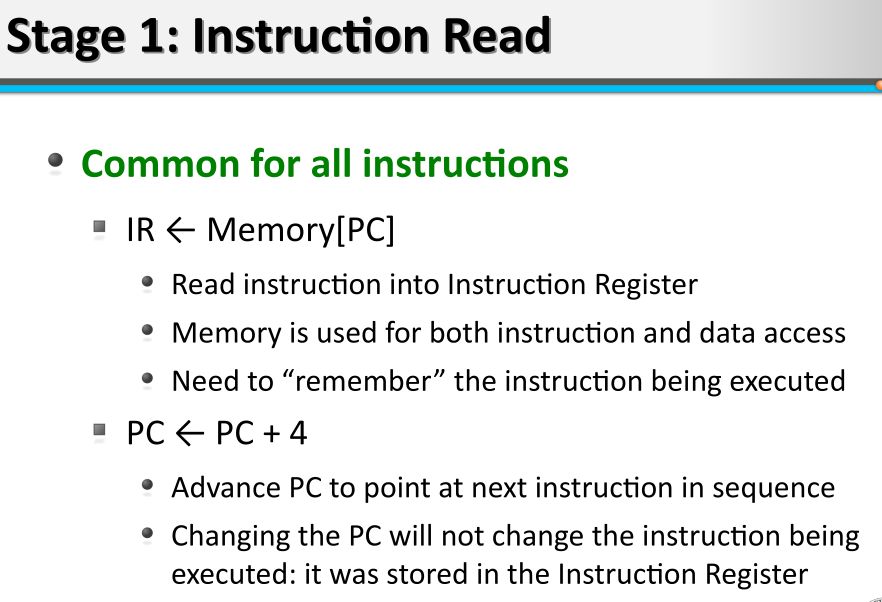 Stage 1: Instruction Read
Common for all instructions
IR ← Memory[PC]
Read instruction into Instruction Register
Memory is used for both instruction and data access
Need to “remember” the instruction being executed
PC ← PC + 4
Advance PC to point at next instruction in sequence
Changing the PC will not change the instruction being
executed: it was stored in the Instruction Register